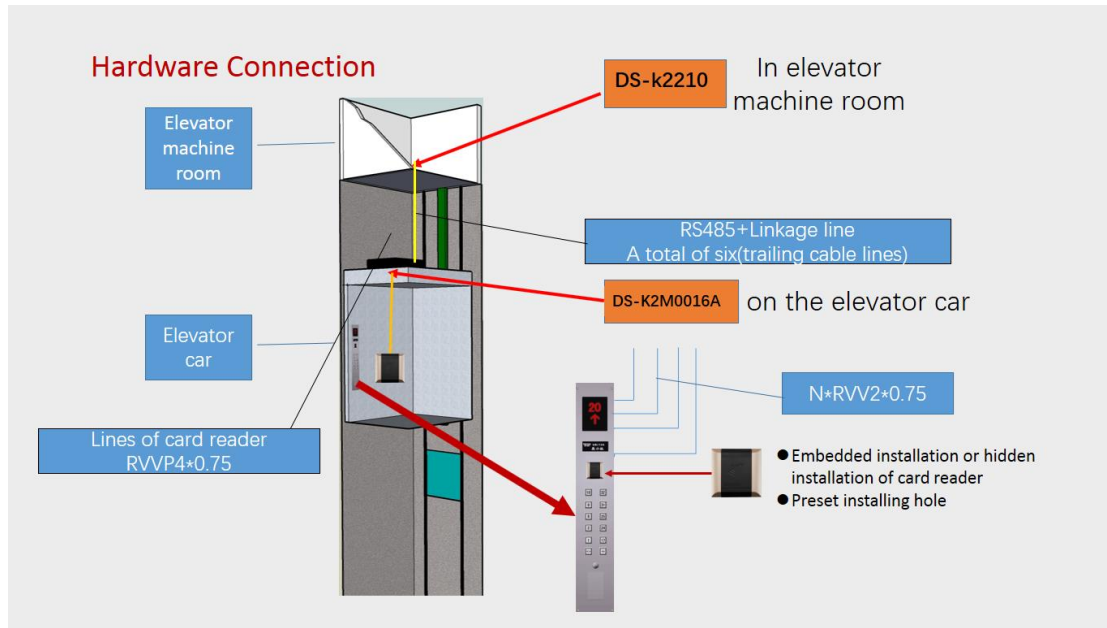 Hardware Connection
DS-k2210
In elevator
machine room
Elevator
machine
room
RS485+Linkage line
A total of six(trailing cable lines)
DS-K2M0016A
on the elevator car
Elevator
car
N*RVV2*0.75
20
Lines of card reader
RVVP4*0.75
●Embedded installation or hidden
installation of card reader
●Preset installing hole